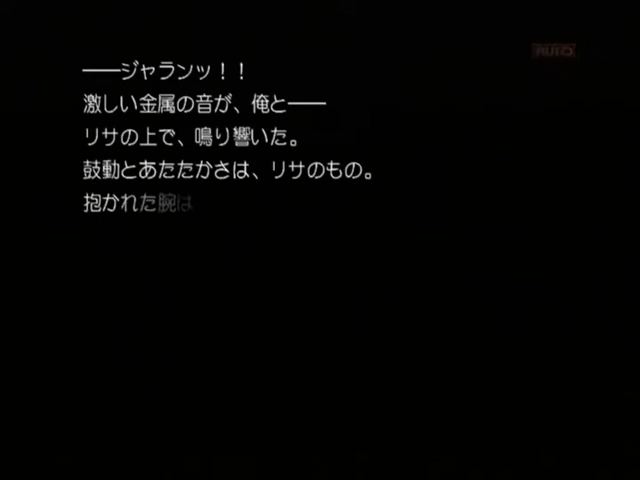 ――ジャランッ！！
激しい金属の音が、俺と――
リサの上で、鳴り響いた。
鼓動とあたたかさは、リサのもの。
抱かれた腕は
AUTO